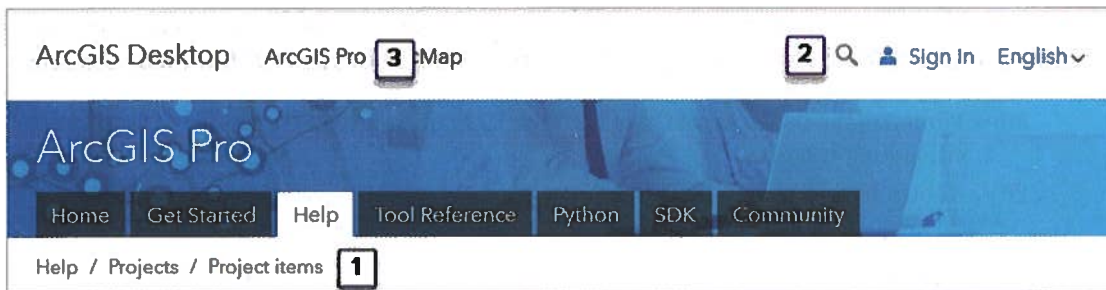 ArcGIS Desktop ArcGIS Pro 3 cMap 2 Sign In English
ArcGIS Pro
Home Get Started Help Tool Reference Python SDK Community
Help / Projects / Project items 1